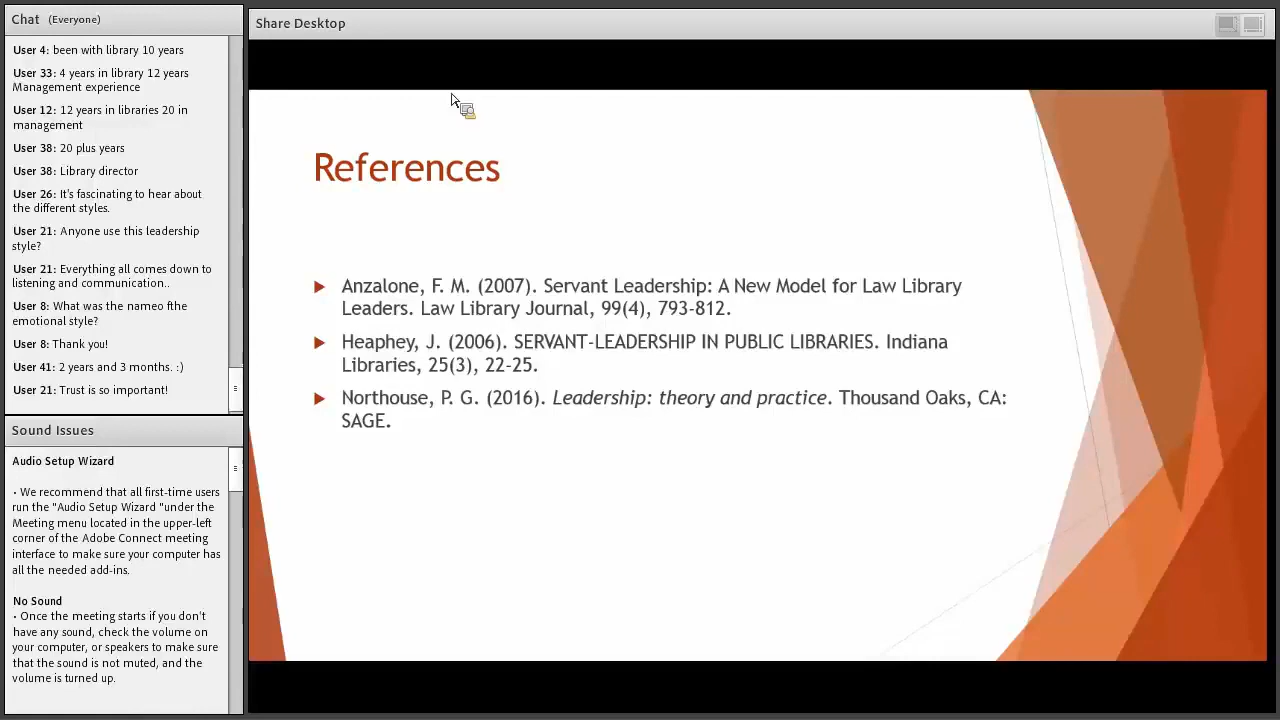 Chat (Everyone)
User 4: been with library 10 years
User 33: 4 years in library 12 years
Management experience
User 12: 12 years in libraries 20 in
management
User 38: 20 plus years
User 38: Library director
User 26: It's fascinating to hear about
the different styles.
User 21: Anyone use this leadership
style?
User 21: Everything all comes down to
listening and communication..
User 8: What was the nameo fthe
emotional style?
User 8: Thank you!
User 41: 2 years and 3 months. :)
User 21: Trust is so important!
Sound Issues
Audio Setup Wizard
• We recommend that all first-time users
run the "Audio Setup Wizard "under the
Meeting menu located in the upper-left
corner of the Adobe Connect meeting
interface to make sure your computer has
all the needed add-ins.
No Sound
• Once the meeting starts if you don't
have any sound, check the volume on
your computer, or speakers to make sure
that the sound is not muted, and the
volume is turned up.
Share Desktop
References
Anzalone, F. M. (2007). Servant Leadership: A New Model for Law Library
Leaders. Law Library Journal, 99(4), 793-812.
Heaphey, J. (2006). SERVANT-LEADERSHIP IN PUBLIC LIBRARIES. Indiana
Libraries, 25(3), 22-25.
Northouse, P. G. (2016). Leadership: theory and practice. Thousand Oaks, CA:
SAGE.